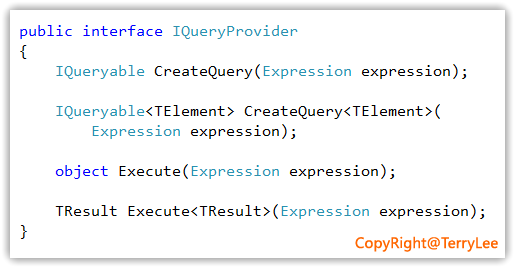 public interface IQueryProvider
{
    IQueryable CreateQuery(Expression expression);
    IQueryable<TElement> CreateQuery<TElement>(
        Expression expression);
    object Execute(Expression expression);
    TResult Execute<TResult>(Expression expression);
}
CopyRight@TerryLee